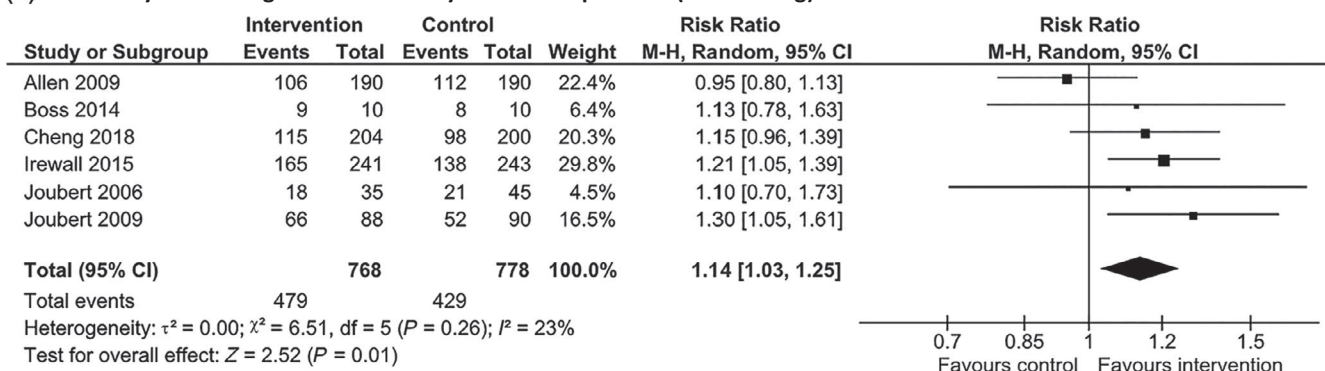 Intervention Control Risk Ratio Risk Ratio
Study or Subgroup Events Total Events Total Weight M-H, Random, 95% CI M-H, Random, 95% CI
Allen 2009 106 190 112 190 22.4% 0.95 [0.80, 1.13]
Boss 2014 9 10 8 10 6.4% 1.13 [0.78, 1.63]
Cheng 2018 115 204 98 200 20.3% 1.15 [0.96, 1.39]
Irewall 2015 165 241 138 243 29.8% 1.21 [1.05, 1.39]
Joubert 2006 18 35 21 45 4.5% 1.10 [0.70, 1.73]
Joubert 2009 66 88 52 90 16.5% 1.30 [1.05, 1.61]
Total (95% CI) 768 778 100.0% 1.14 [1.03, 1.25]
Total events 479 429
Heterogeneity: τ² = 0.00; χ² = 6.51, df = 5 (P = 0.26); I² = 23%
Test for overall effect: Z = 2.52 (P = 0.01)
0.7 0.85 1 1.2 1.5
Favours control Favours intervention